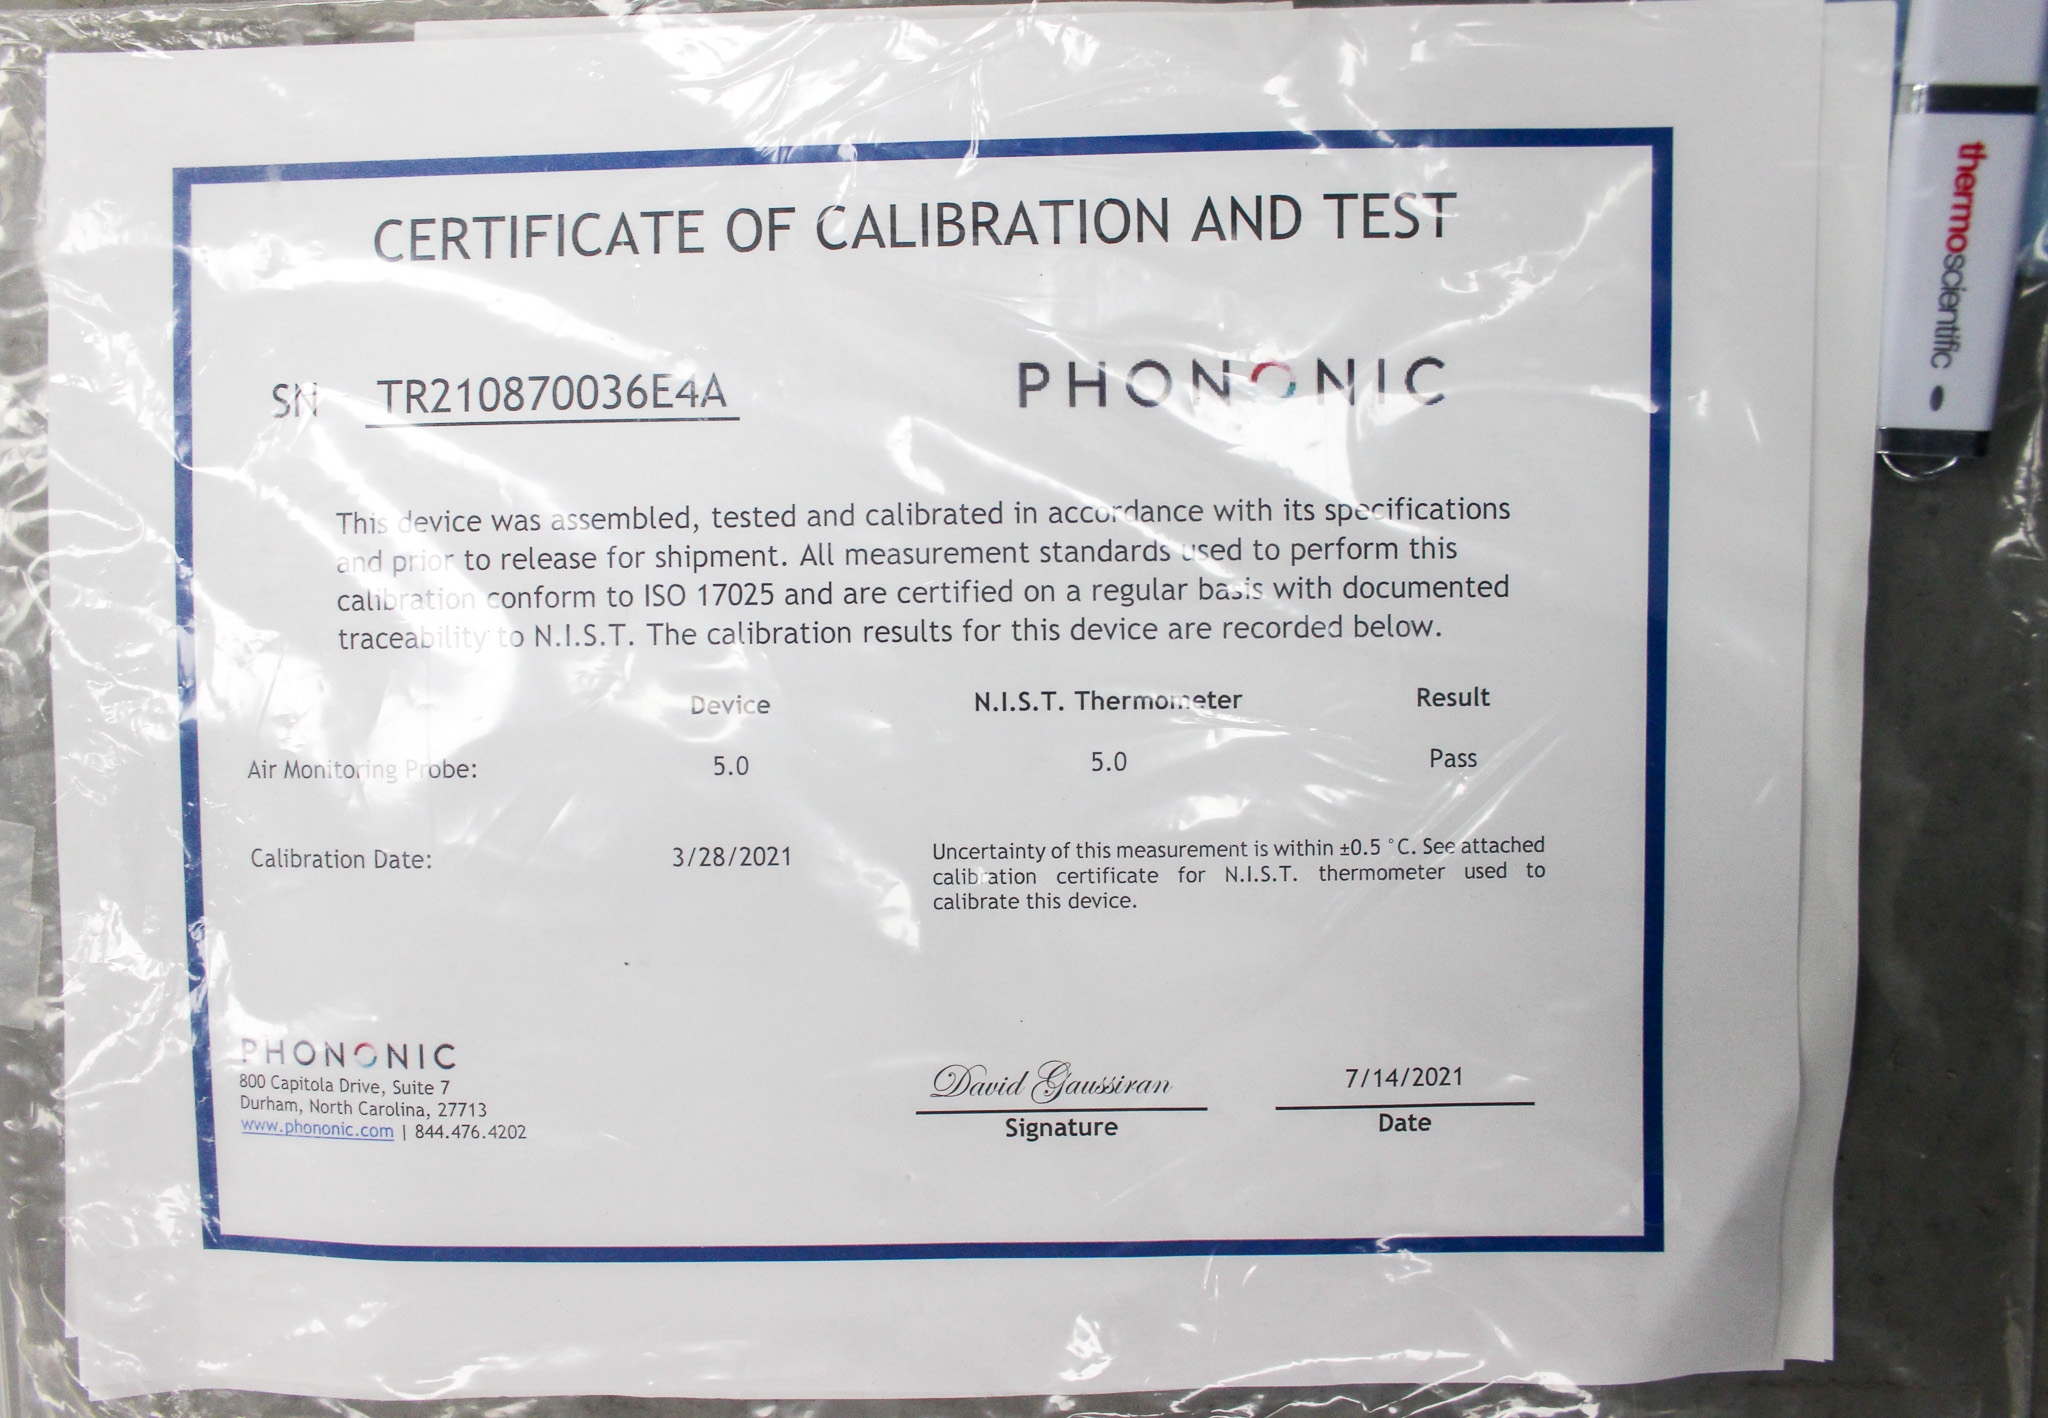 CERTIFICATE OF CALIBRATION AND TEST
SN TR210870036E4A
PHONONIC
This device was assembled, tested and calibrated in accordance with its specifications
and prior to release for shipment. All measurement standards used to perform this
calibration conform to ISO 17025 and are certified on a regular basis with documented
traceability to N.I.S.T. The calibration results for this device are recorded below.
Device N.I.S.T. Thermometer Result
Air Monitoring Probe: 5.0 5.0 Pass
Calibration Date: 3/28/2021
Uncertainty of this measurement is within ±0.5 °C. See attached
calibration certificate for N.I.S.T. thermometer used to
calibrate this device.
PHONONIC
800 Capitola Drive, Suite 7
Durham, North Carolina, 27713
www.phononic.com | 844.476.4202
David Gaussiran
Signature
7/14/2021
Date
thermoscientific